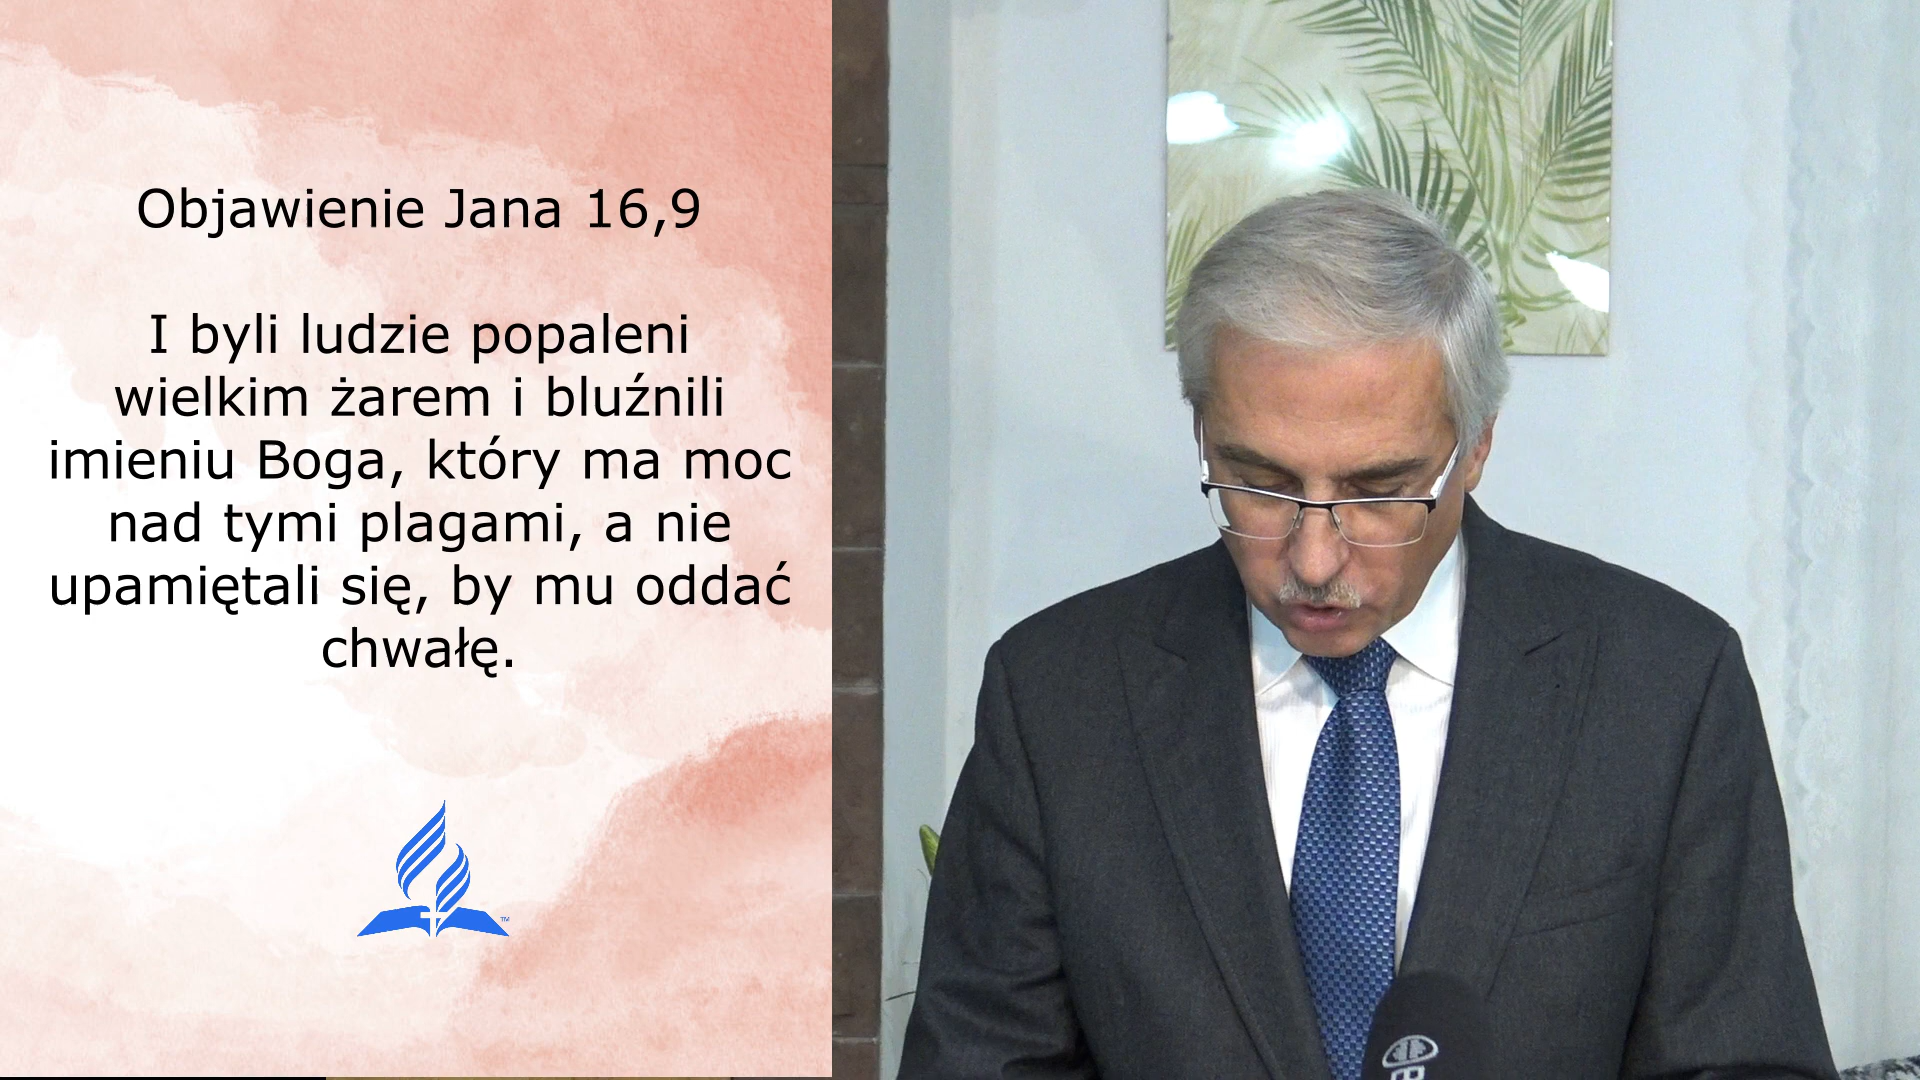 Objawienie Jana 16,9
I byli ludzie popaleni
wielkim żarem i bluźnili
imieniu Boga, który ma moc
nad tymi plagami, a nie
upamiętali się, by mu oddać
chwałę.
TM